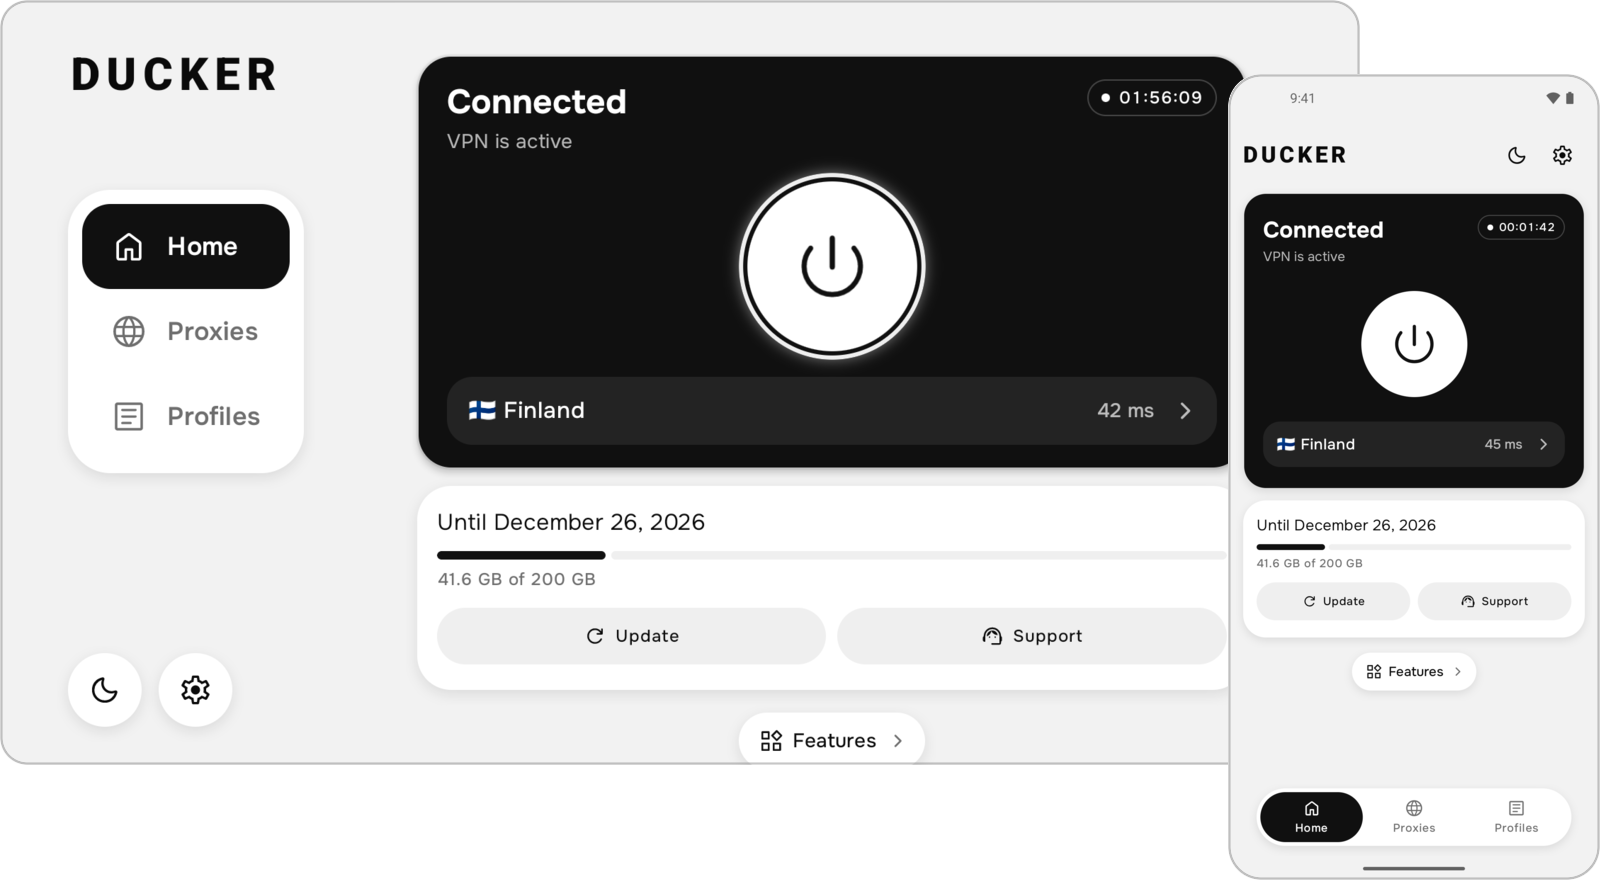 DUCKER
Home
Proxies
Profiles
Connected
01:56:09
VPN is active
🇫🇮 Finland
42 ms
Until December 26, 2026
41.6 GB of 200 GB
Update
Support
Features
9:41
DUCKER
Connected
00:01:42
VPN is active
🇫🇮 Finland
45 ms
Until December 26, 2026
41.6 GB of 200 GB
Update
Support
Features
Home
Proxies
Profiles